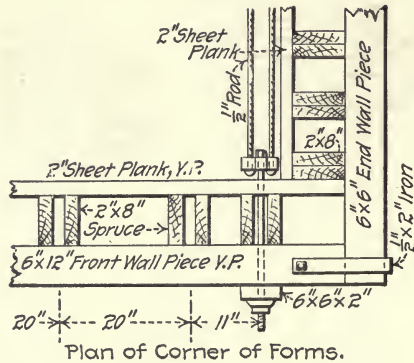 2" Sheet
Plank
1/2" Rod
2"x8"
6"x6" End Wall Piece
2" Sheet Plank, Y.P.
2"x8"
Spruce
6"x12" Front Wall Piece Y.P.
1/2"x2" Iron
6"x6"x2"
20" 20" 11"
Plan of Corner of Forms.